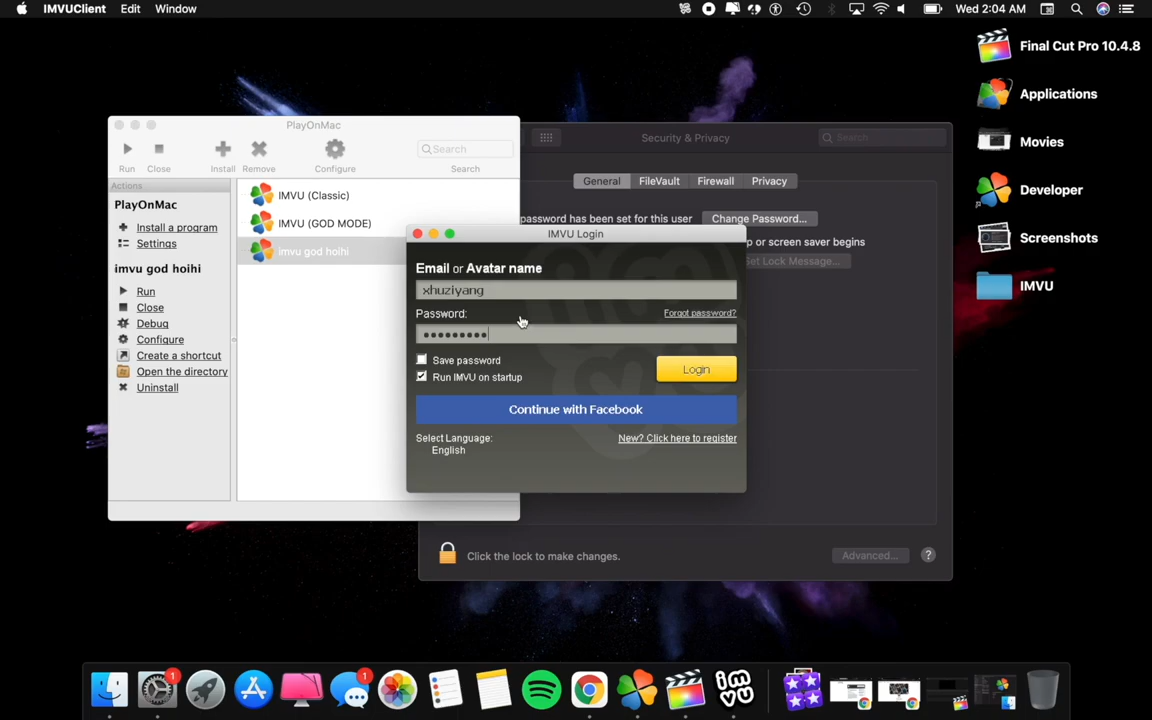 IMVUClient Edit Window
Wed 2:04 AM
Final Cut Pro 10.4.8
Applications
Movies
Developer
Screenshots
IMVU
PlayOnMac
Run Close Install Remove Configure
Search
Search
Actions
PlayOnMac
Install a program
Settings
imvu god hoihi
Run
Close
Debug
Configure
Create a shortcut
Open the directory
Uninstall
IMVU (Classic)
IMVU (GOD MODE)
imvu god hoihi
Security & Privacy
Search
General FileVault Firewall Privacy
password has been set for this user Change Password...
p or screen saver begins
et Lock Message...
Click the lock to make changes.
Advanced... ?
IMVU Login
Email or Avatar name
xhuziyang
Password: Forgot password?
Save password
Run IMVU on startup
Login
Continue with Facebook
Select Language:
English
New? Click here to register
1
1
imvu